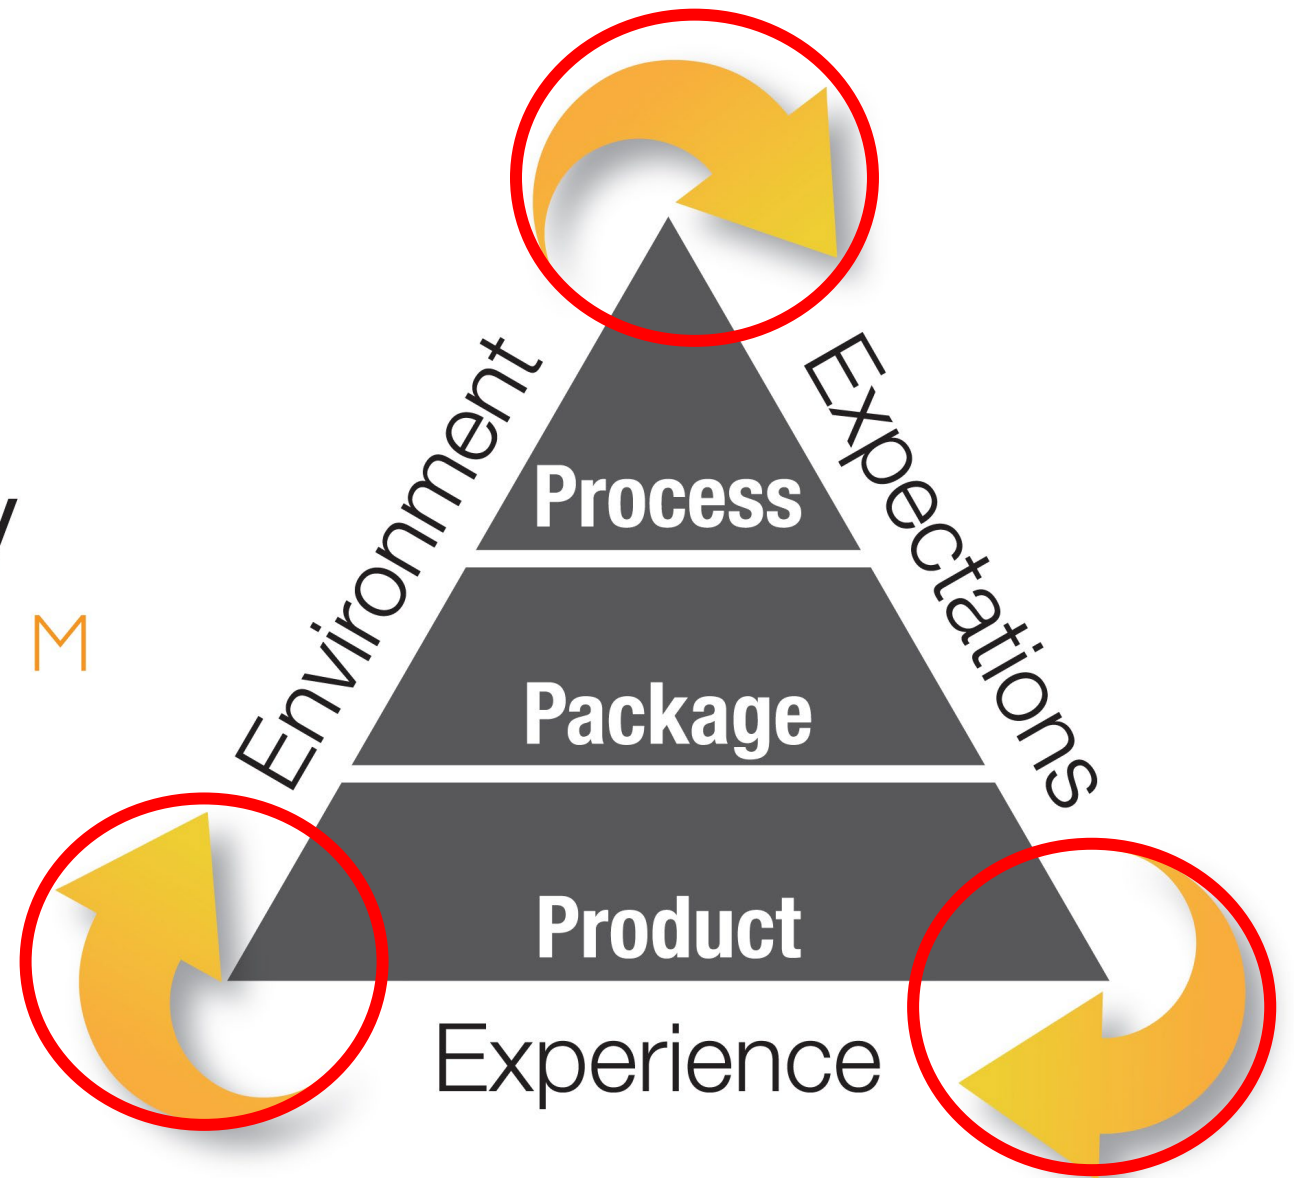 Environment
Expectations
Process
y
M
Package
Product
Experience